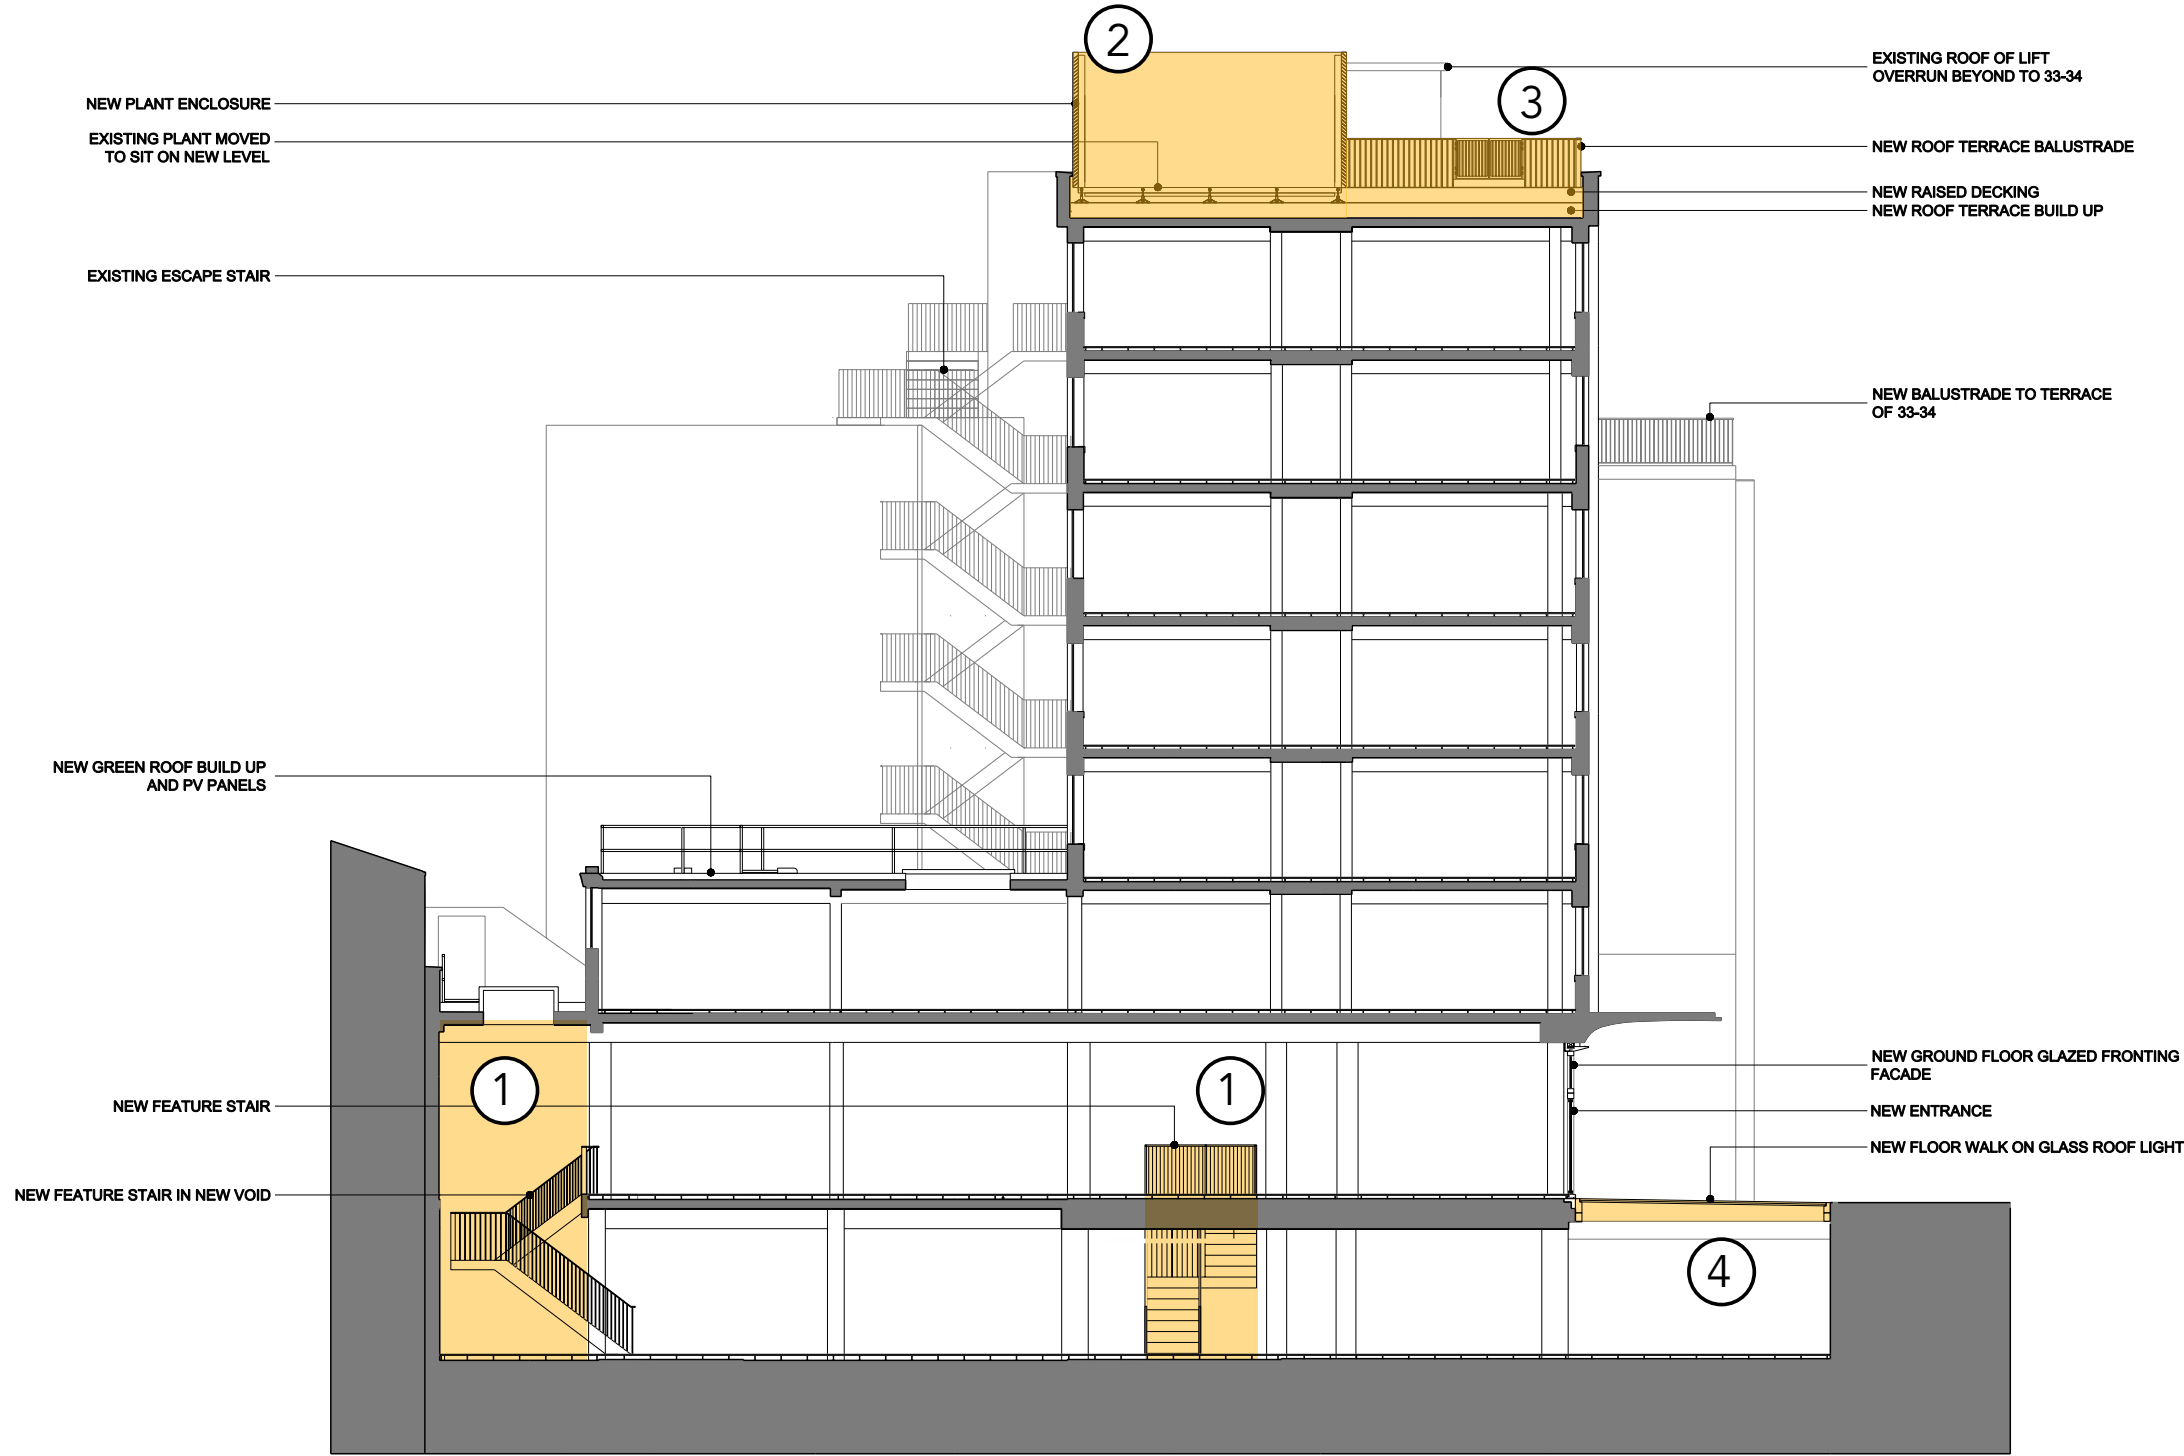 2
EXISTING ROOF OF LIFT
OVERRUN BEYOND TO 33-34
3
NEW PLANT ENCLOSURE
EXISTING PLANT MOVED
TO SIT ON NEW LEVEL
NEW ROOF TERRACE BALUSTRADE
NEW RAISED DECKING
NEW ROOF TERRACE BUILD UP
EXISTING ESCAPE STAIR
NEW BALUSTRADE TO TERRACE
OF 33-34
NEW GREEN ROOF BUILD UP
AND PV PANELS
1
1
NEW GROUND FLOOR GLAZED FRONTING
FACADE
NEW FEATURE STAIR
NEW ENTRANCE
NEW FLOOR WALK ON GLASS ROOF LIGHT
NEW FEATURE STAIR IN NEW VOID
4